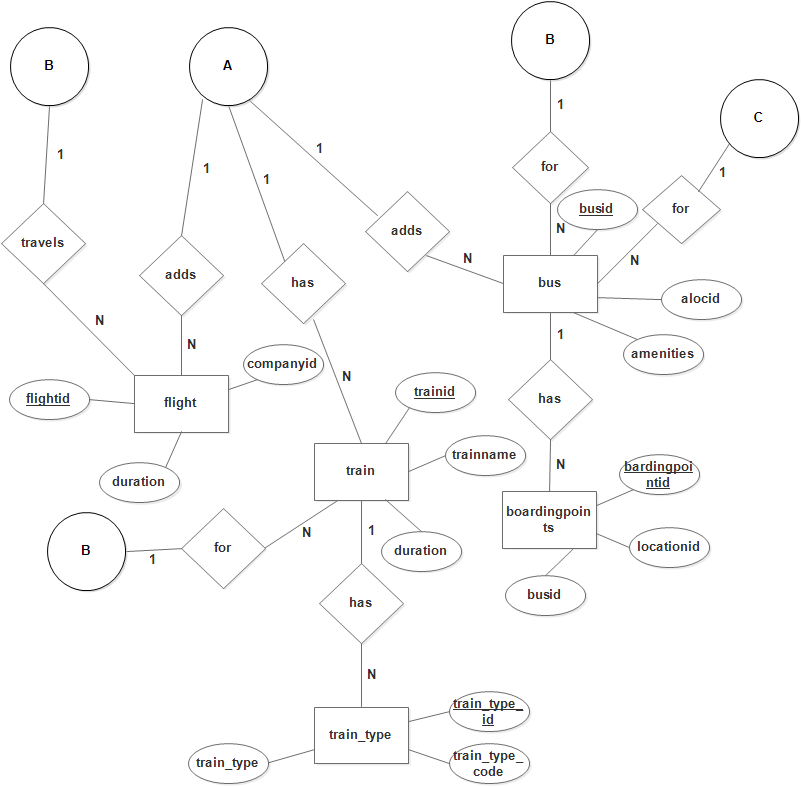 B
B
A
C
1
1
1
1
1
1
for
busid
for
travels
adds
N
adds
has
N
N
bus
alocid
N
N
1
amenities
companyid
N
trainid
flightid
flight
has
trainname
train
N
bardingpoi
ntid
duration
boardingpoin
ts
B
for
N
1
1
duration
locationid
busid
has
N
train_type_
id
train_type
train_type
train_type_
code